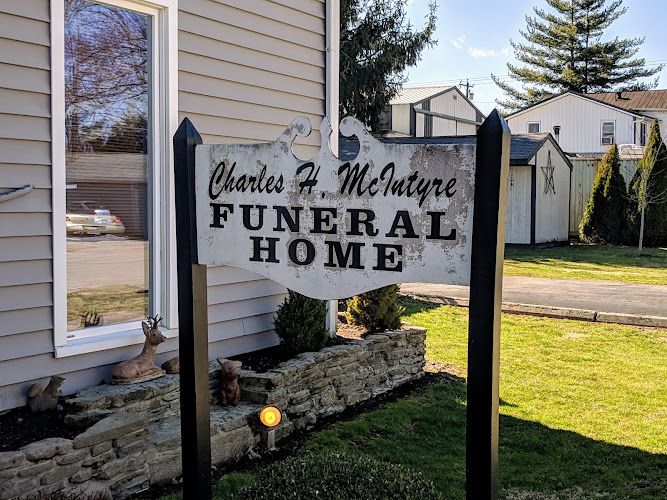 Charles H. McIntyre
FUNERAL
HOME